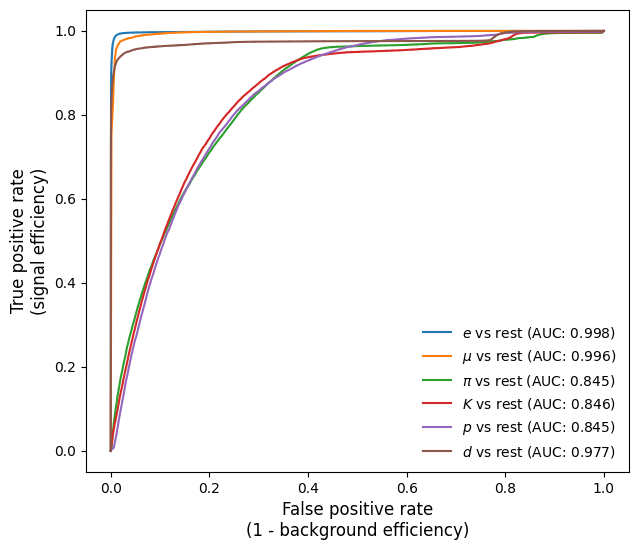 True positive rate
(signal efficiency)
1.0
0.8
0.6
0.4
0.2
0.0
e vs rest (AUC: 0.998)
μ vs rest (AUC: 0.996)
π vs rest (AUC: 0.845)
K vs rest (AUC: 0.846)
p vs rest (AUC: 0.845)
d vs rest (AUC: 0.977)
0.0 0.2 0.4 0.6 0.8 1.0
False positive rate
(1 - background efficiency)